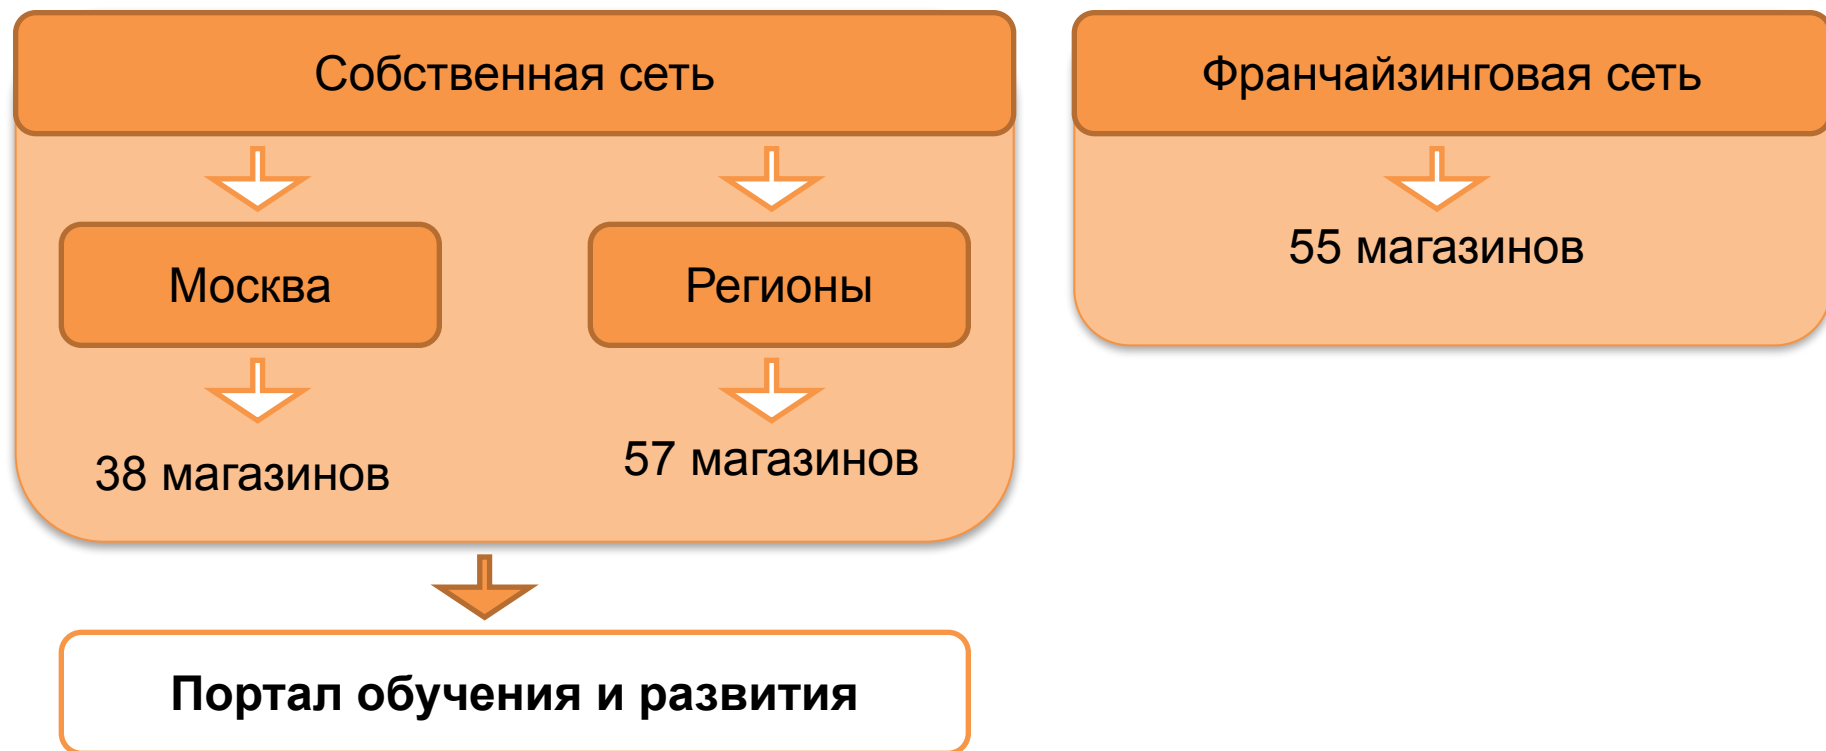 Собственная сеть
Франчайзинговая сеть
Москва
Регионы
55 магазинов
38 магазинов
57 магазинов
Портал обучения и развития